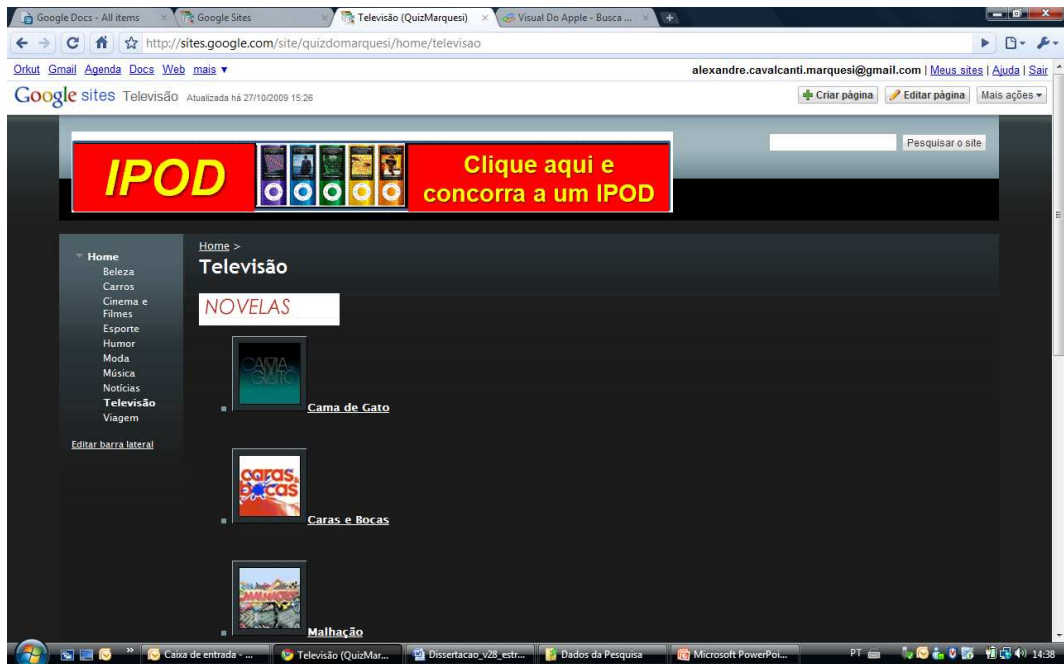 Google Docs - All items
Google Sites
Televisão (QuizMarquesi)
Visual Do Apple - Busca ...
http://sites.google.com/site/quizdomarquesi/home/televisao
Orkut Gmail Agenda Docs Web mais ▼
alexandre.cavalcanti.marquesi@gmail.com | Meus sites | Ajuda | Sair
Google sites Televisão Atualizada há 27/10/2009 15:26
Criar página Editar página Mais ações ▾
IPOD
Clique aqui e
concorra a um IPOD
Pesquisar o site
Home
Beleza
Carros
Cinema e
Filmes
Esporte
Humor
Moda
Música
Notícias
Televisão
Viagem
Editar barra lateral
Home >
Televisão
NOVELAS
CAMA
GATO
Cama de Gato
caras &
bocas
Caras e Bocas
MALHAÇÃO
Malhação
Caixa de entrada - ...
Televisão (QuizMar...
Dissertacao_v28_estr...
Dados da Pesquisa
Microsoft PowerPoi...
PT
14:38